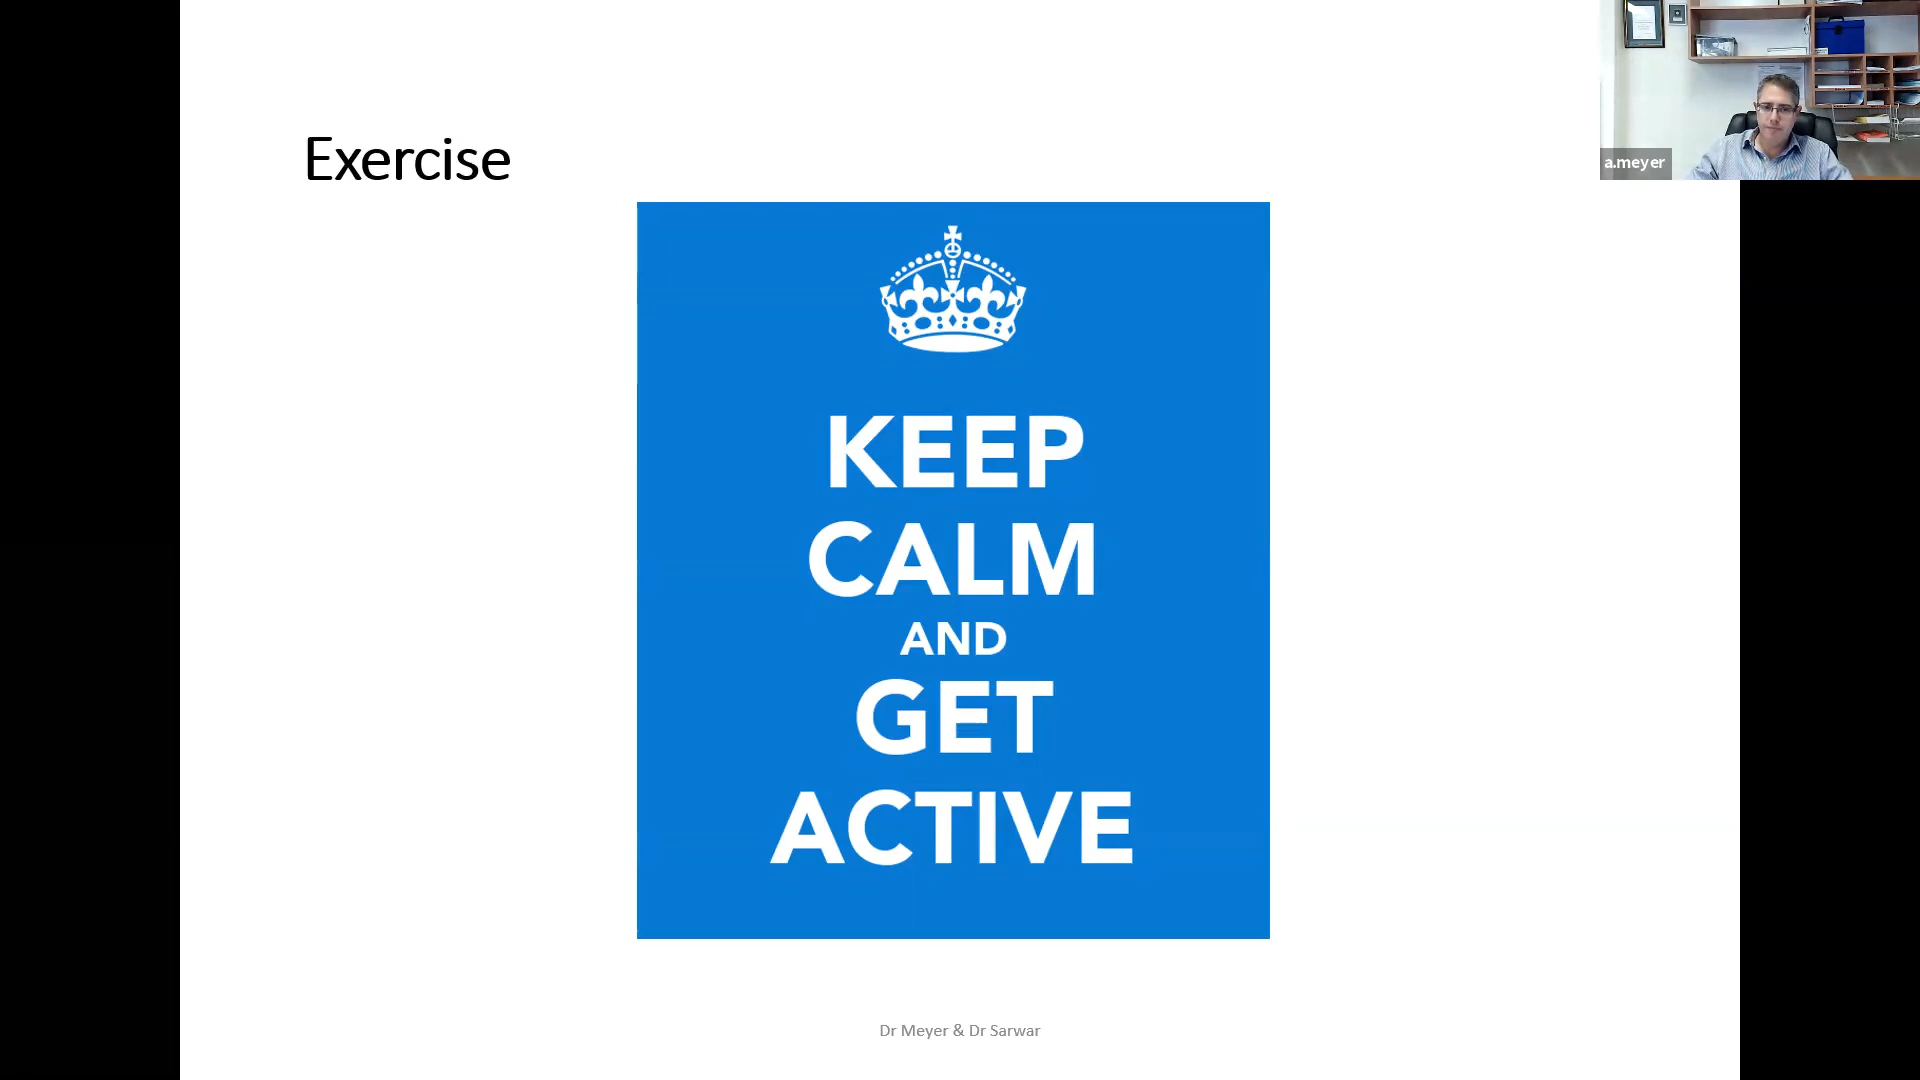 Exercise
a.meyer
KEEP
CALM
AND
GET
ACTIVE
Dr Meyer & Dr Sarwar